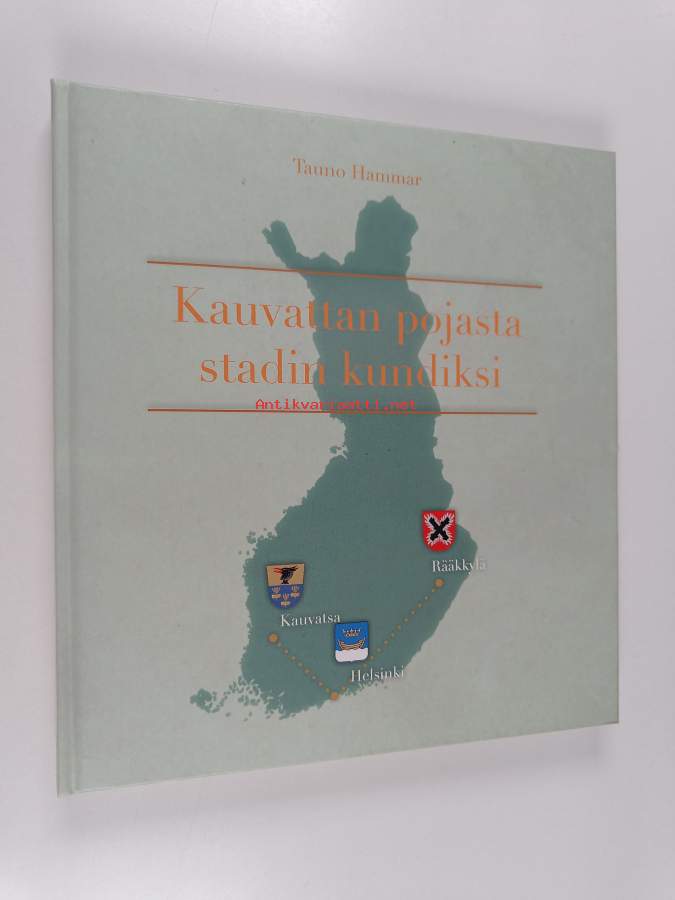 Tauno Hammar
Kauvattan pojasta
stadin kundiksi
Antikvariaatti.net
Rääkkylä
Kauvatsa
Helsinki